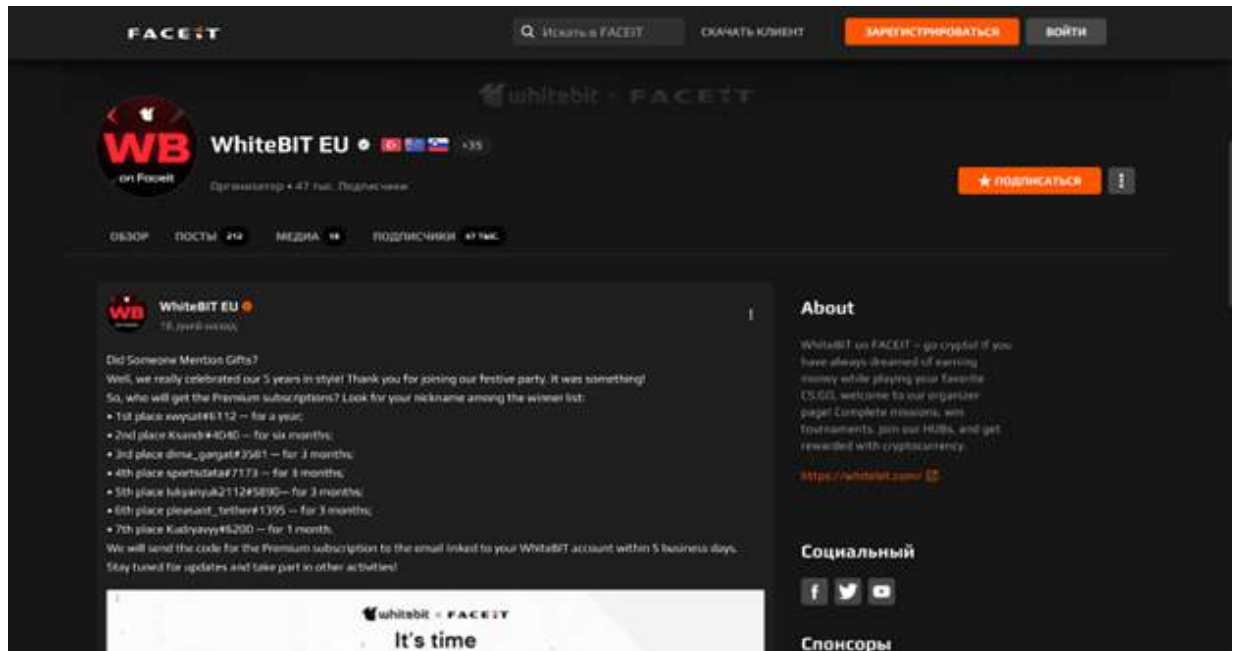 FACEIT
Искать в FACEIT
СКАЧАТЬ КЛИЕНТ
ЗАРЕГИСТРИРОВАТЬСЯ
ВОЙТИ
whitebit × FACEIT
WB
on Faceit
WhiteBIT EU
+35
Организатор • 47 тыс. Подписчики
ПОДПИСАТЬСЯ
ОБЗОР
ПОСТЫ 212
МЕДИА
ПОДПИСЧИКИ 47 ТЫС.
WB
WhiteBIT EU
18 дней назад
Did Someone Mention Gifts?
Well, we really celebrated our 5 years in style! Thank you for joining our festive party. It was something!
So, who will get the Premium subscriptions? Look for your nickname among the winner list:
• 1st place xwysat#6112 — for a year;
• 2nd place Ksandr#4040 — for six months;
• 3rd place dima_gargat#3581 — for 3 months;
• 4th place sportsdata#7173 — for 3 months;
• 5th place lukyanyuk2112#5890— for 3 months;
• 6th place pleasant_tether#1395 — for 3 months;
• 7th place Kudryavyy#6200 — for 1 month.
We will send the code for the Premium subscription to the email linked to your WhiteBIT account within 5 business days.
Stay tuned for updates and take part in other activities!
whitebit × FACEIT
It's time
About
WhiteBIT on FACEIT – go crypto! If you
have always dreamed of earning
money while playing your favorite
CS:GO, welcome to our organizer
page! Complete missions, win
tournaments, join our HUBs, and get
rewarded with cryptocurrency.
https://whitebit.com/
Социальный
Спонсоры